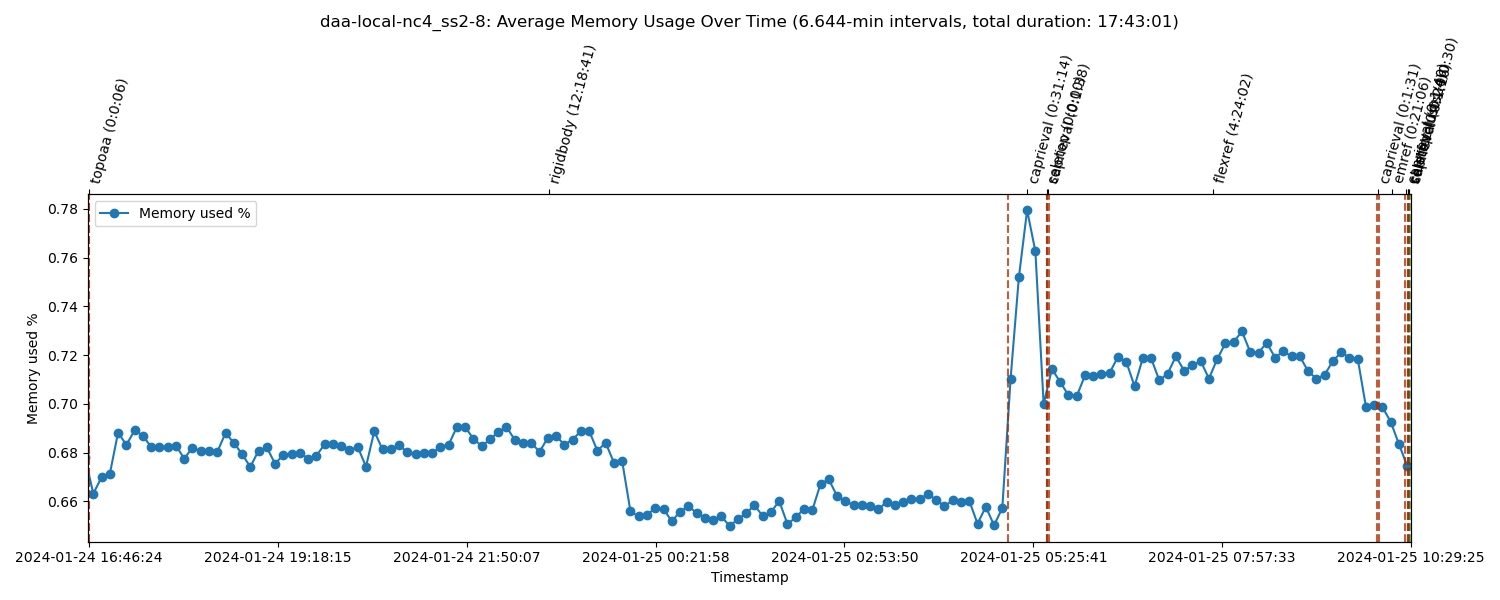 daa-local-nc4_ss2-8: Average Memory Usage Over Time (6.644-min intervals, total duration: 17:43:01)
topoaa (0:0:06)
rigidbody (12:18:41)
caprieval (0:31:14)
flexref (4:24:02)
caprieval (0:1:31)
emref (0:21:06)
Memory used %
0.78
0.76
0.74
0.72
0.70
0.68
0.66
Memory used %
2024-01-24 16:46:24
2024-01-24 19:18:15
2024-01-24 21:50:07
2024-01-25 00:21:58
2024-01-25 02:53:50
2024-01-25 05:25:41
2024-01-25 07:57:33
2024-01-25 10:29:25
Timestamp